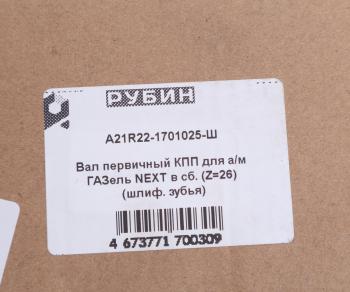 РУБИН
A21R22-1701025-Ш
Вал первичный КПП для а/м
ГАЗель NEXT в сб. (Z=26)
(шлиф. зубья)
4 673771 700309